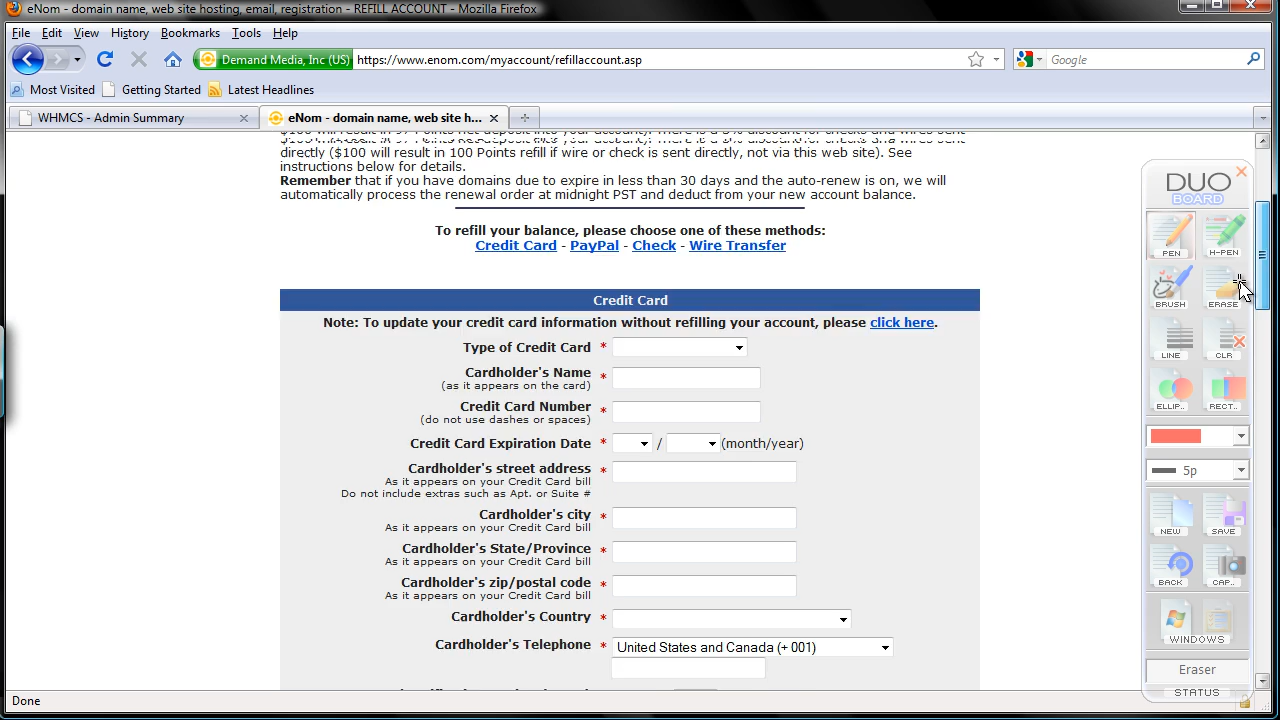 eNom - domain name, web site hosting, email, registration - REFILL ACCOUNT - Mozilla Firefox
File Edit View History Bookmarks Tools Help
Demand Media, Inc (US) https://www.enom.com/myaccount/refillaccount.asp Google
Most Visited Getting Started Latest Headlines
WHMCS - Admin Summary eNom - domain name, web site h...
directly ($100 will result in 100 Points refill if wire or check is sent directly, not via this web site). See
instructions below for details.
Remember that if you have domains due to expire in less than 30 days and the auto-renew is on, we will
automatically process the renewal order at midnight PST and deduct from your new account balance.
To refill your balance, please choose one of these methods:
Credit Card - PayPal - Check - Wire Transfer
Credit Card
Note: To update your credit card information without refilling your account, please click here.
Type of Credit Card *
Cardholder's Name *
(as it appears on the card)
Credit Card Number *
(do not use dashes or spaces)
Credit Card Expiration Date * / (month/year)
Cardholder's street address *
As it appears on your Credit Card bill
Do not include extras such as Apt. or Suite #
Cardholder's city *
As it appears on your Credit Card bill
Cardholder's State/Province *
As it appears on your Credit Card bill
Cardholder's zip/postal code *
As it appears on your Credit Card bill
Cardholder's Country *
Cardholder's Telephone * United States and Canada (+ 001)
DUO
BOARD
PEN H-PEN
BRUSH ERASE
LINE CLR
ELLIP.. RECT..
5p
NEW SAVE
BACK CAP..
WINDOWS
Eraser
STATUS
Done